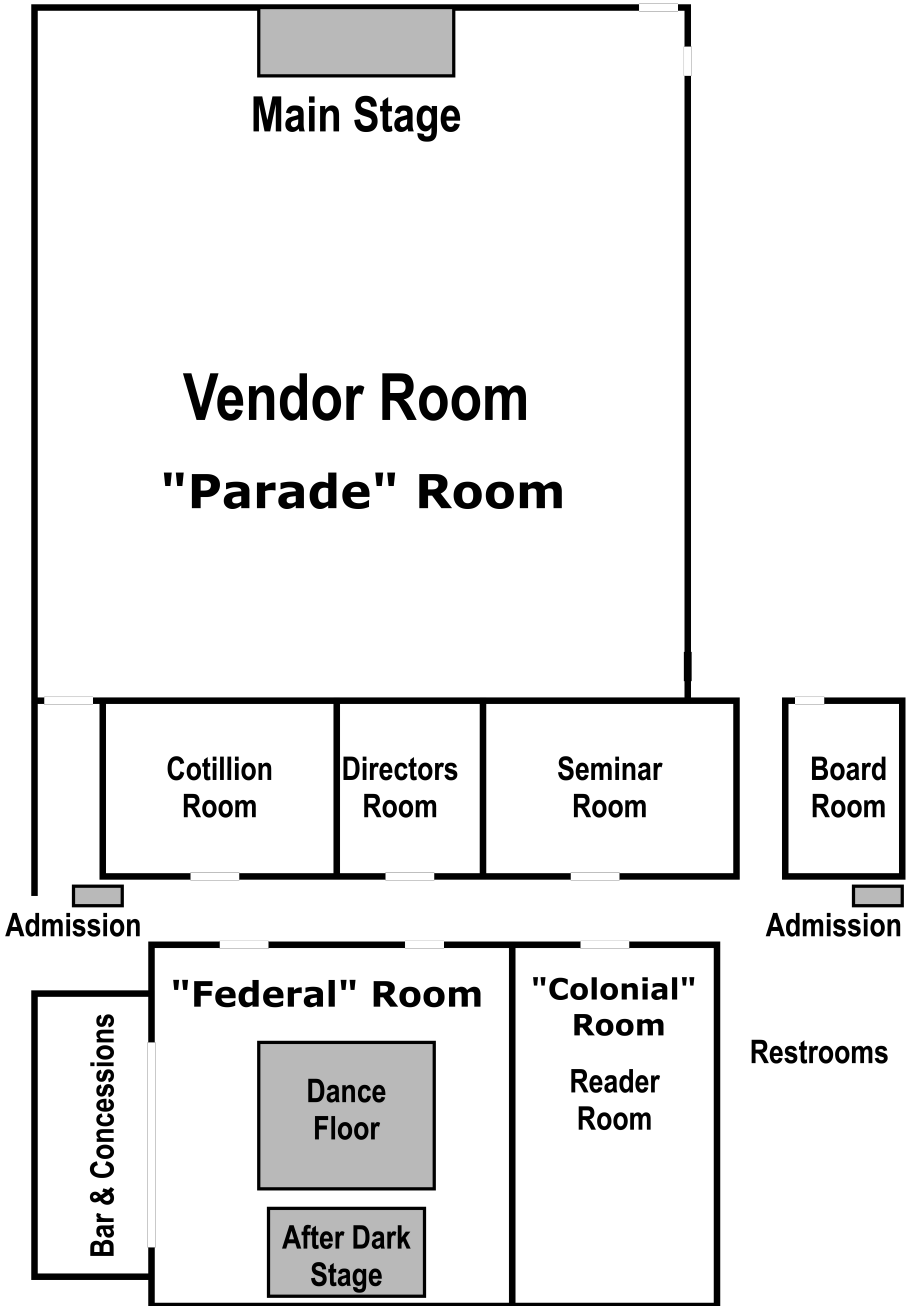 Main Stage
Vendor Room
"Parade" Room
Cotillion
Room
Directors
Room
Seminar
Room
Board
Room
Admission
Admission
"Federal" Room
"Colonial"
Room
Reader
Room
Restrooms
Bar & Concessions
Dance
Floor
After Dark
Stage